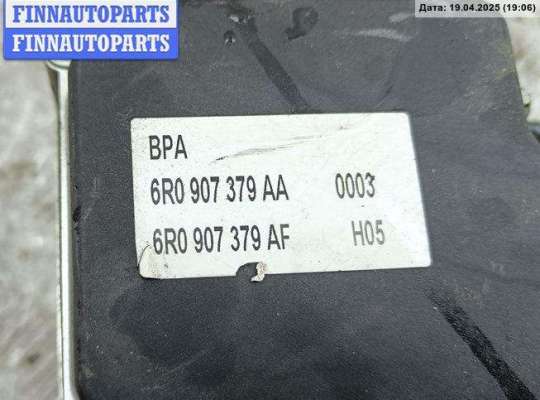 FINNAUTOPARTS
FINNAUTOPARTS
FINNAUTOPARTS
Дата: 19.04.2025 (19:06)
BPA
6R0 907 379 AA 0003
6R0 907 379 AF H05